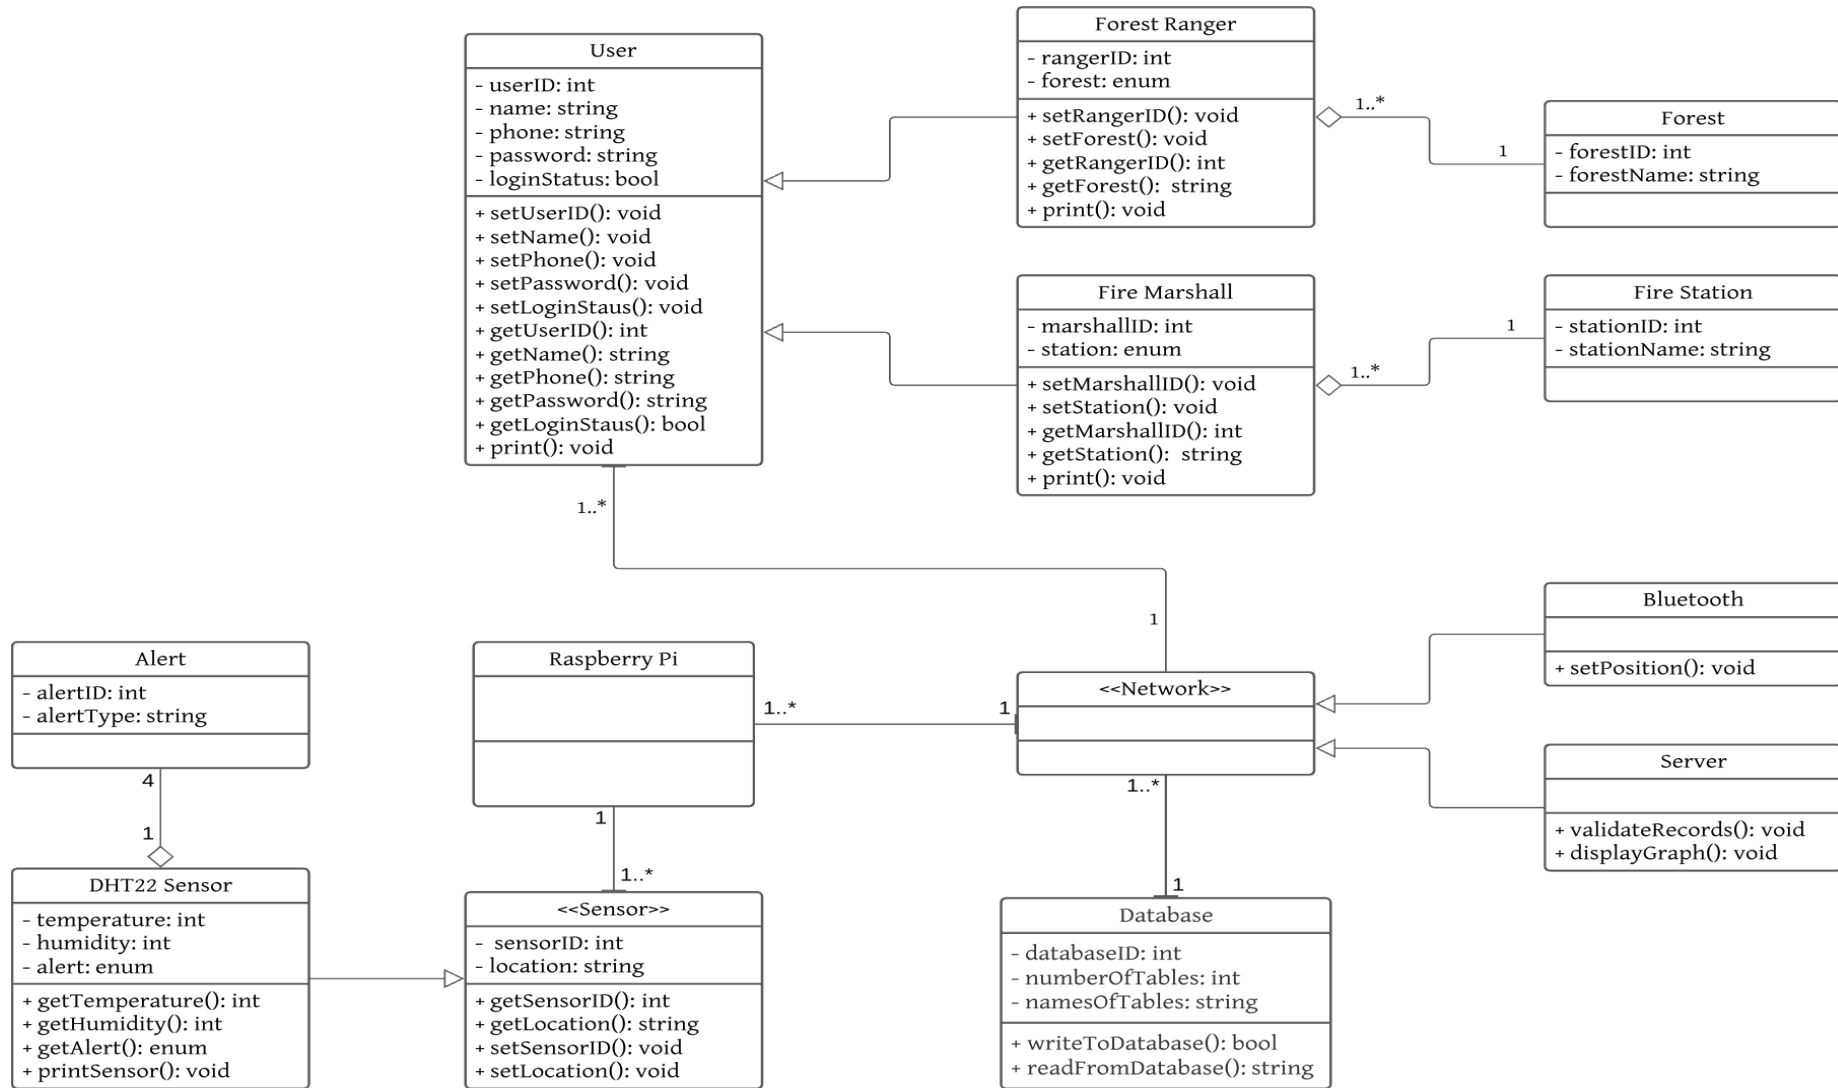 User
- userID: int
- name: string
- phone: string
- password: string
- loginStatus: bool
+ setUserID(): void
+ setName(): void
+ setPhone(): void
+ setPassword(): void
+ setLoginStaus(): void
+ getUserID(): int
+ getName(): string
+ getPhone(): string
+ getPassword(): string
+ getLoginStaus(): bool
+ print(): void
1..*
1
Forest Ranger
- rangerID: int
- forest: enum
+ setRangerID(): void
+ setForest(): void
+ getRangerID(): int
+ getForest():  string
+ print(): void
1..*
1
Forest
- forestID: int
- forestName: string
Fire Marshall
- marshallID: int
- station: enum
+ setMarshallID(): void
+ setStation(): void
+ getMarshallID(): int
+ getStation():  string
+ print(): void
1..*
1
Fire Station
- stationID: int
- stationName: string
Alert
- alertID: int
- alertType: string
4
1
DHT22 Sensor
- temperature: int
- humidity: int
- alert: enum
+ getTemperature(): int
+ getHumidity(): int
+ getAlert(): enum
+ printSensor(): void
Raspberry Pi
1..*
1
1
1..*
<<Sensor>>
-  sensorID: int
- location: string
+ getSensorID(): int
+ getLocation(): string
+ setSensorID(): void
+ setLocation(): void
<<Network>>
1..*
1
Database
- databaseID: int
- numberOfTables: int
- namesOfTables: string
+ writeToDatabase(): bool
+ readFromDatabase(): string
Bluetooth
+ setPosition(): void
Server
+ validateRecords(): void
+ displayGraph(): void